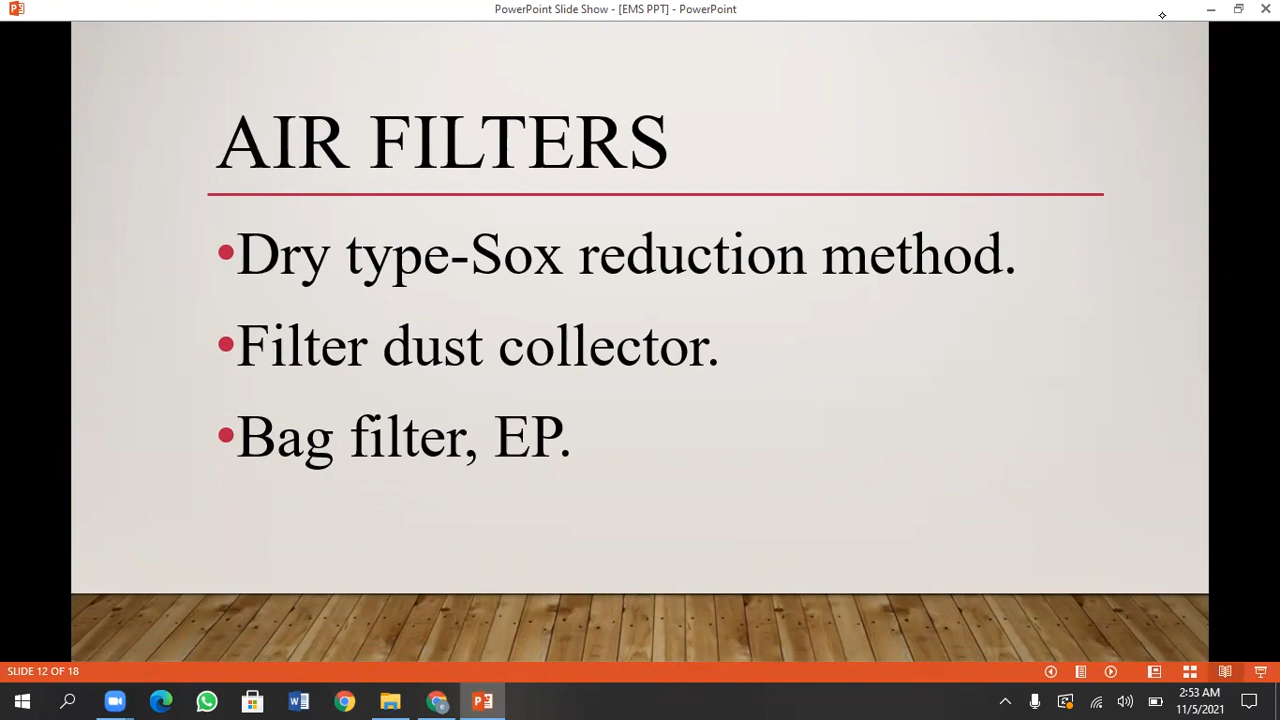 PowerPoint Slide Show - [EMS PPT] - PowerPoint
AIR FILTERS
•Dry type-Sox reduction method.
•Filter dust collector.
•Bag filter, EP.
SLIDE 12 OF 18
2:53 AM
11/5/2021